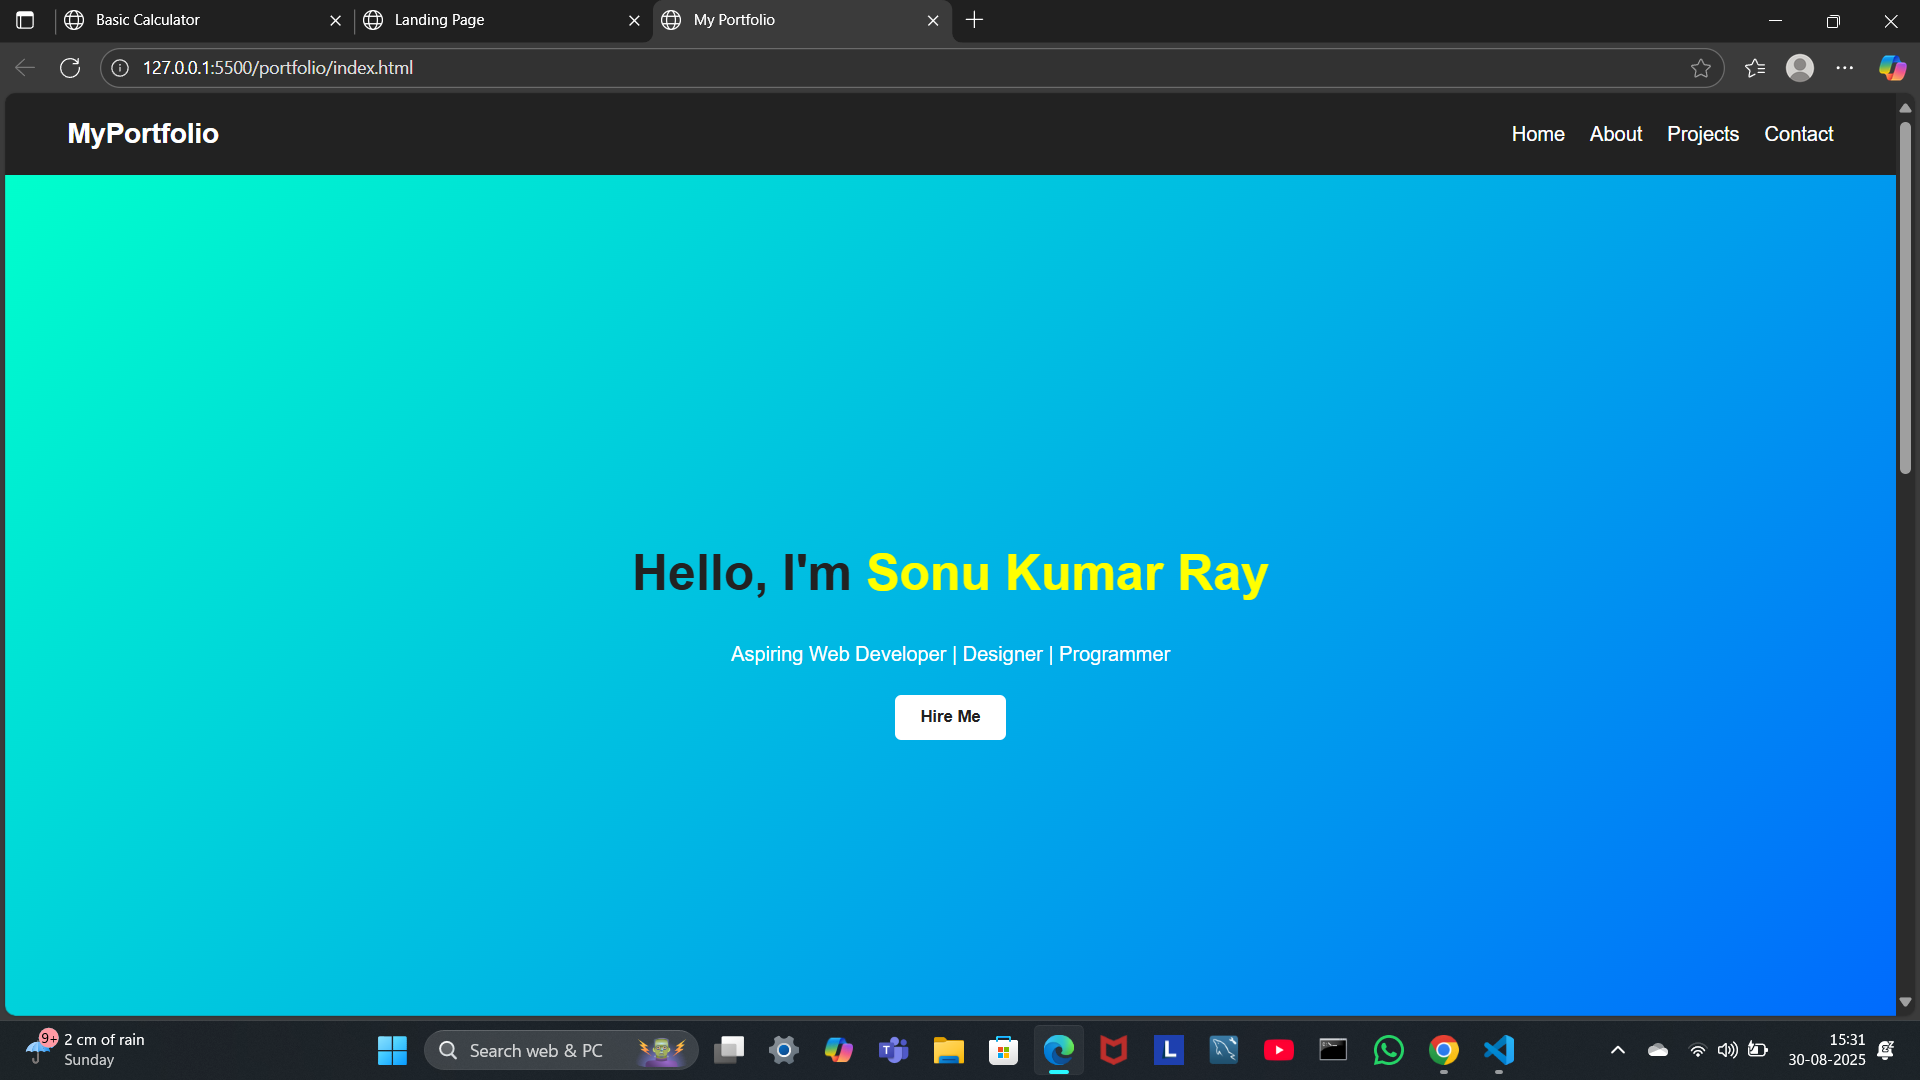 Basic Calculator
Landing Page
My Portfolio
127.0.0.1:5500/portfolio/index.html
MyPortfolio
Home About Projects Contact
Hello, I'm Sonu Kumar Ray
Aspiring Web Developer | Designer | Programmer
Hire Me
9+
2 cm of rain
Sunday
Search web & PC
T
L
15:31
30-08-2025